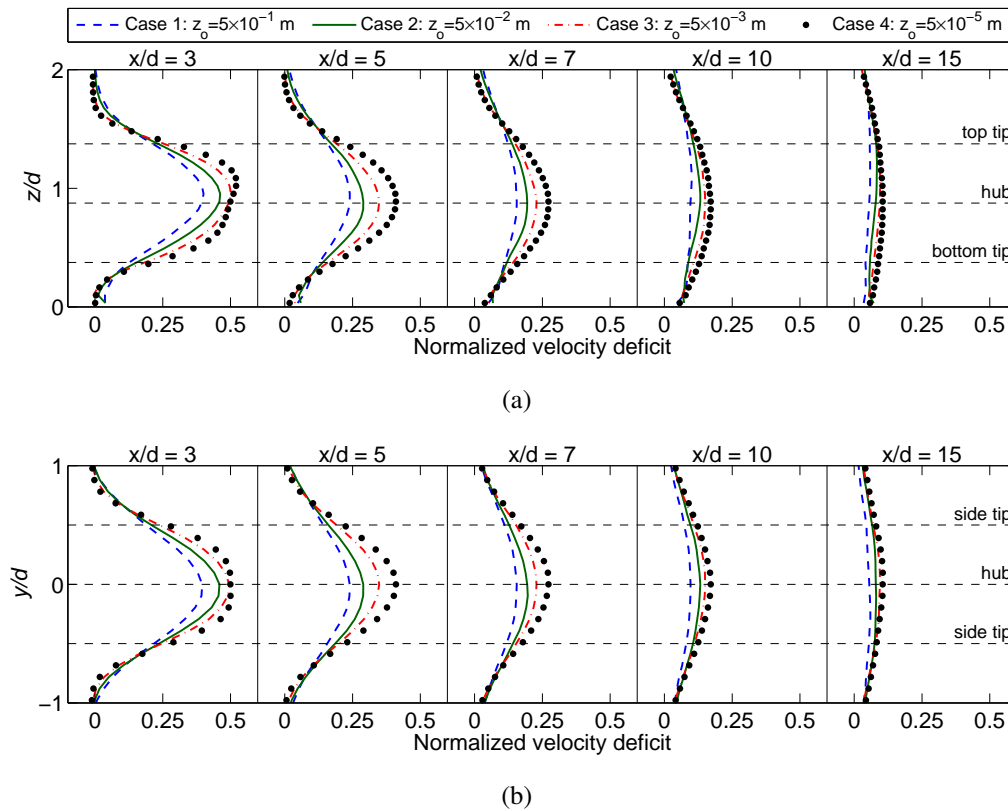 Case 1: zₒ=5×10⁻¹ m Case 2: zₒ=5×10⁻² m Case 3: zₒ=5×10⁻³ m Case 4: zₒ=5×10⁻⁵ m
x/d = 3 x/d = 5 x/d = 7 x/d = 10 x/d = 15
2
top tip
z/d
1
hub
bottom tip
0
0 0.25 0.5 0 0.25 0.5 0 0.25 0.5 0 0.25 0.5 0 0.25 0.5
Normalized velocity deficit
(a)
x/d = 3 x/d = 5 x/d = 7 x/d = 10 x/d = 15
1
side tip
y/d
0
hub
side tip
−1
0 0.25 0.5 0 0.25 0.5 0 0.25 0.5 0 0.25 0.5 0 0.25 0.5
Normalized velocity deficit
(b)